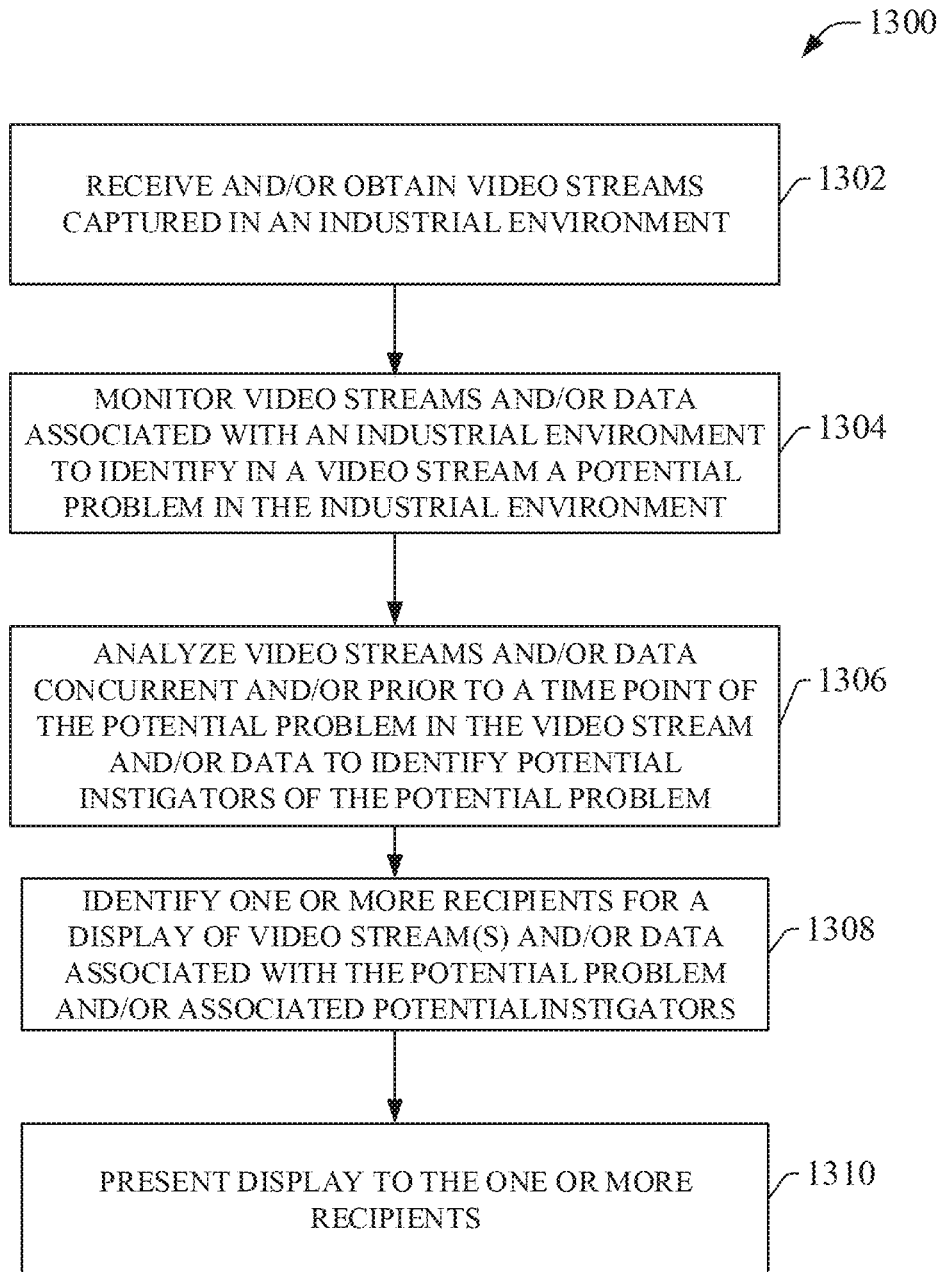 1300
RECEIVE AND/OR OBTAIN VIDEO STREAMS
CAPTURED IN AN INDUSTRIAL ENVIRONMENT
1302
MONITOR VIDEO STREAMS AND/OR DATA
ASSOCIATED WITH AN INDUSTRIAL ENVIRONMENT
TO IDENTIFY IN A VIDEO STREAM A POTENTIAL
PROBLEM IN THE INDUSTRIAL ENVIRONMENT
1304
ANALYZE VIDEO STREAMS AND/OR DATA
CONCURRENT AND/OR PRIOR TO A TIME POINT OF
THE POTENTIAL PROBLEM IN THE VIDEO STREAM
AND/OR DATA TO IDENTIFY POTENTIAL
INSTIGATORS OF THE POTENTIAL PROBLEM
1306
IDENTIFY ONE OR MORE RECIPIENTS FOR A
DISPLAY OF VIDEO STREAM(S) AND/OR DATA
ASSOCIATED WITH THE POTENTIAL PROBLEM
AND/OR ASSOCIATED POTENTIALINSTIGATORS
1308
PRESENT DISPLAY TO THE ONE OR MORE
RECIPIENTS
1310